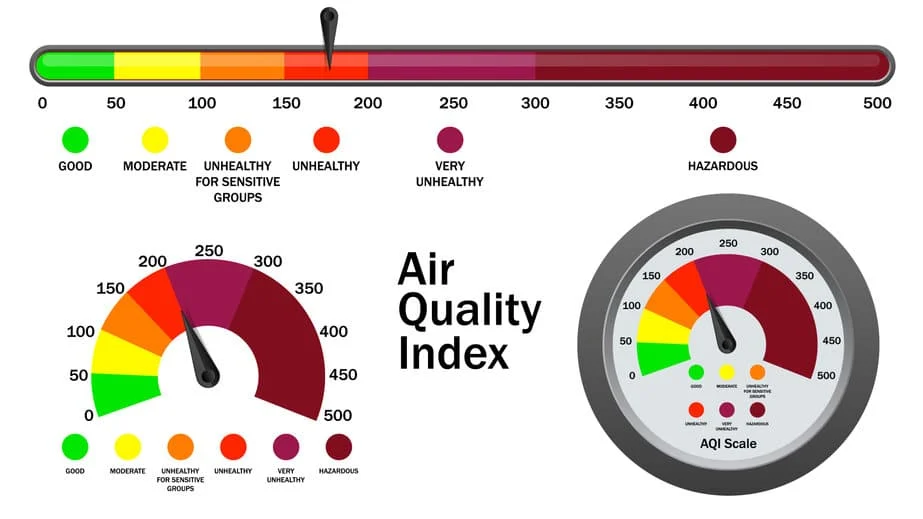 0 50 100 150 200 250 300 350 400 450 500
GOOD
MODERATE
UNHEALTHY
FOR SENSITIVE
GROUPS
UNHEALTHY
VERY
UNHEALTHY
HAZARDOUS
Air
Quality
Index
0
50
100
150
200
250
300
350
400
450
500
GOOD
MODERATE
UNHEALTHY
FOR SENSITIVE
GROUPS
UNHEALTHY
VERY
UNHEALTHY
HAZARDOUS
0
50
100
150
200
250
300
350
400
450
500
GOOD
MODERATE
UNHEALTHY
FOR SENSITIVE
GROUPS
UNHEALTHY
VERY
UNHEALTHY
HAZARDOUS
AQI Scale